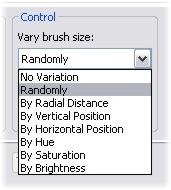 Control
Vary brush size:
Randomly
No Variation
Randomly
By Radial Distance
By Vertical Position
By Horizontal Position
By Hue
By Saturation
By Brightness